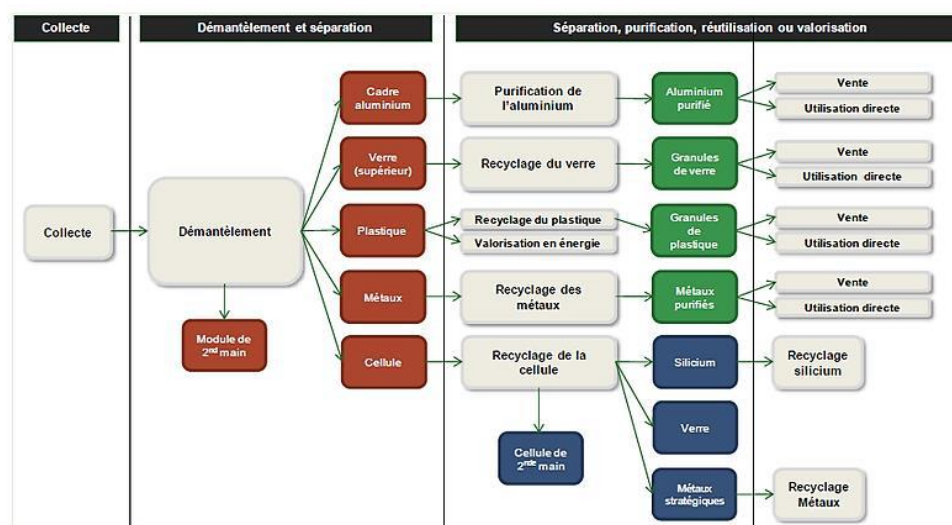 Collecte
Démantèlement et séparation
Séparation, purification, réutilisation ou valorisation
Collecte
Démantèlement
Module de
2nd main
Cadre
aluminium
Verre
(supérieur)
Plastique
Métaux
Cellule
Purification de
l'aluminium
Recyclage du verre
Recyclage du plastique
Valorisation en énergie
Recyclage des
métaux
Recyclage de la
cellule
Cellule de
2nde main
Aluminium
purifié
Granules
de verre
Granules
de
plastique
Métaux
purifiés
Silicium
Verre
Métaux
stratégiques
Vente
Utilisation directe
Vente
Utilisation directe
Vente
Utilisation directe
Vente
Utilisation directe
Recyclage
silicium
Recyclage
Métaux